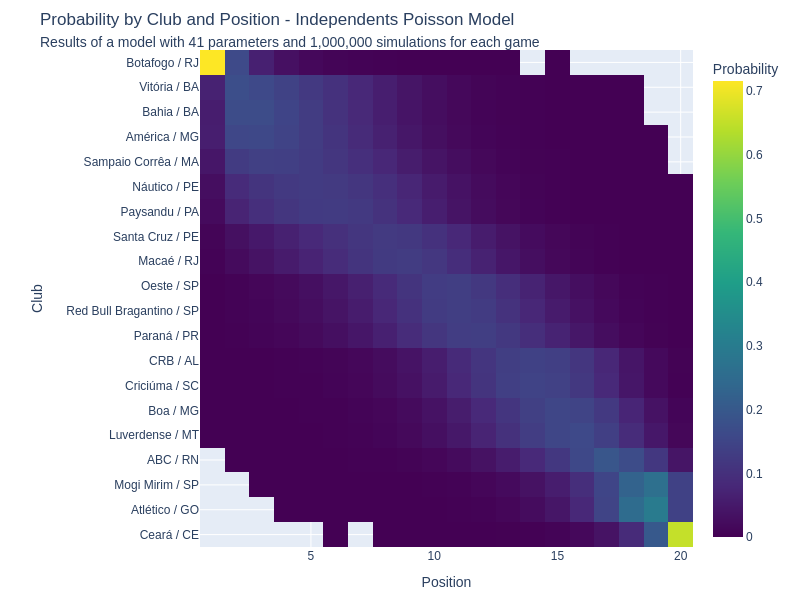 Probability by Club and Position - Independents Poisson Model
Results of a model with 41 parameters and 1,000,000 simulations for each game
Botafogo / RJ
Vitória / BA
Bahia / BA
América / MG
Sampaio Corrêa / MA
Náutico / PE
Paysandu / PA
Santa Cruz / PE
Macaé / RJ
Oeste / SP
Red Bull Bragantino / SP
Paraná / PR
CRB / AL
Criciúma / SC
Boa / MG
Luverdense / MT
ABC / RN
Mogi Mirim / SP
Atlético / GO
Ceará / CE
Club
5
10
15
20
Position
Probability
0.7
0.6
0.5
0.4
0.3
0.2
0.1
0